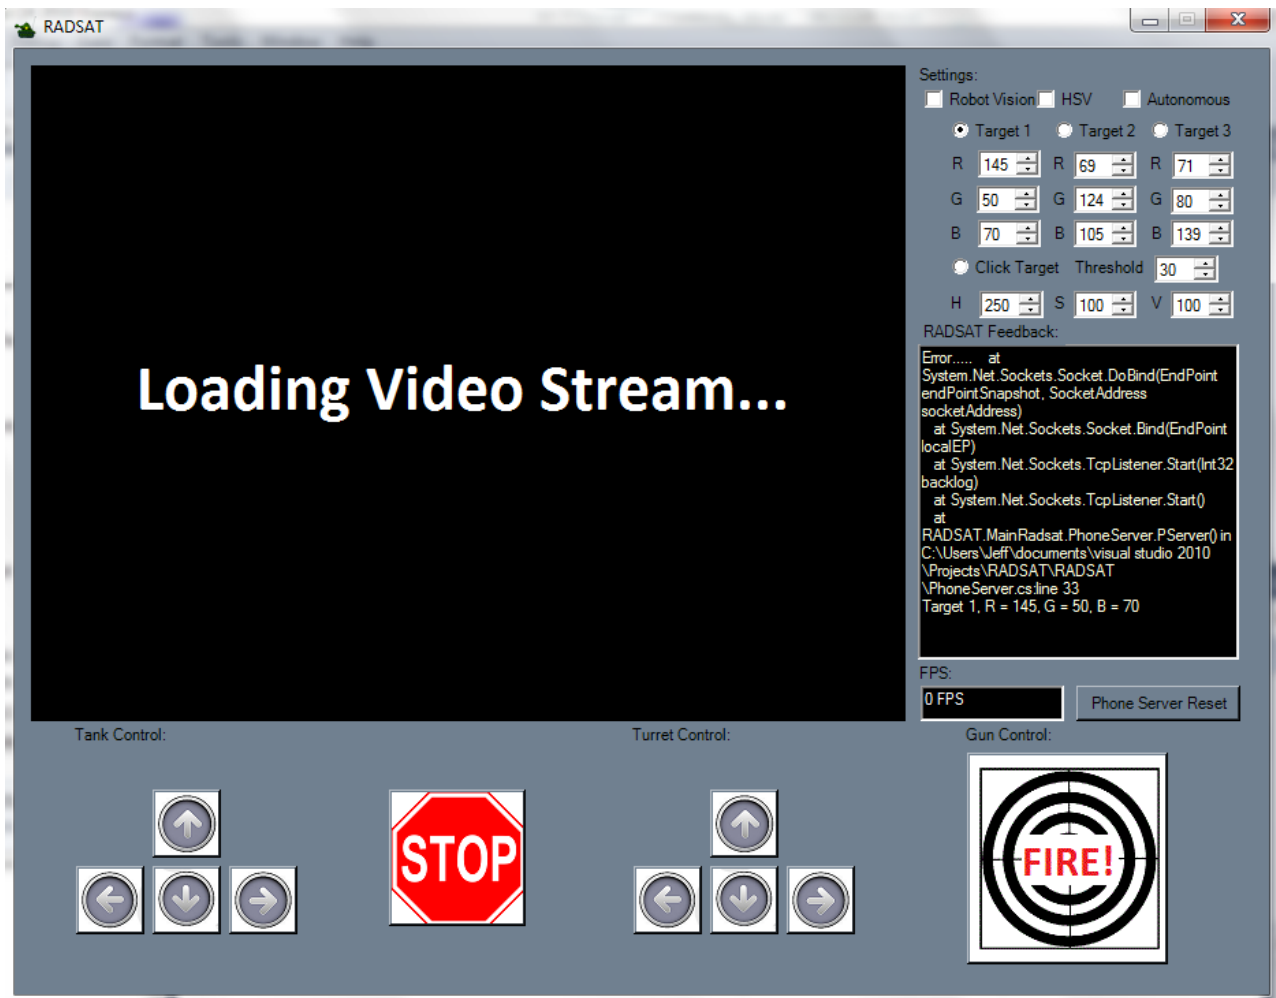 RADSAT
Settings:
Robot Vision HSV Autonomous
Target 1 Target 2 Target 3
R 145 R 69 R 71
G 50 G 124 G 80
B 70 B 105 B 139
Click Target Threshold 30
H 250 S 100 V 100
RADSAT Feedback:
Error..... at
System.Net.Sockets.Socket.DoBind(EndPoint
endPointSnapshot, SocketAddress
socketAddress)
at System.Net.Sockets.Socket.Bind(EndPoint
localEP)
at System.Net.Sockets.TcpListener.Start(Int32
backlog)
at System.Net.Sockets.TcpListener.Start()
at
RADSAT.MainRadsat.PhoneServer.PServer() in
C:\Users\Jeff\documents\visual studio 2010
\Projects\RADSAT\RADSAT
\PhoneServer.cs:line 33
Target 1, R = 145, G = 50, B = 70
Loading Video Stream...
FPS:
0 FPS Phone Server Reset
Tank Control: Turret Control: Gun Control:
STOP
FIRE!